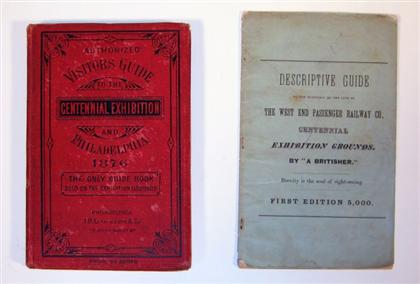 AUTHORIZED
VISITORS GUIDE
TO THE
CENTENNIAL EXHIBITION
AND
PHILADELPHIA
1876
THE ONLY GUIDE BOOK
SOLD ON THE EXHIBITION GROUNDS
PHILADELPHIA
DESCRIPTIVE GUIDE
THE WEST END PASSENGER RAILWAY CO.
CENTENNIAL
EXHIBITION GROUNDS.
BY "A BRITISHER."
Brevity is the soul of sight-seeing
FIRST EDITION 5,000.